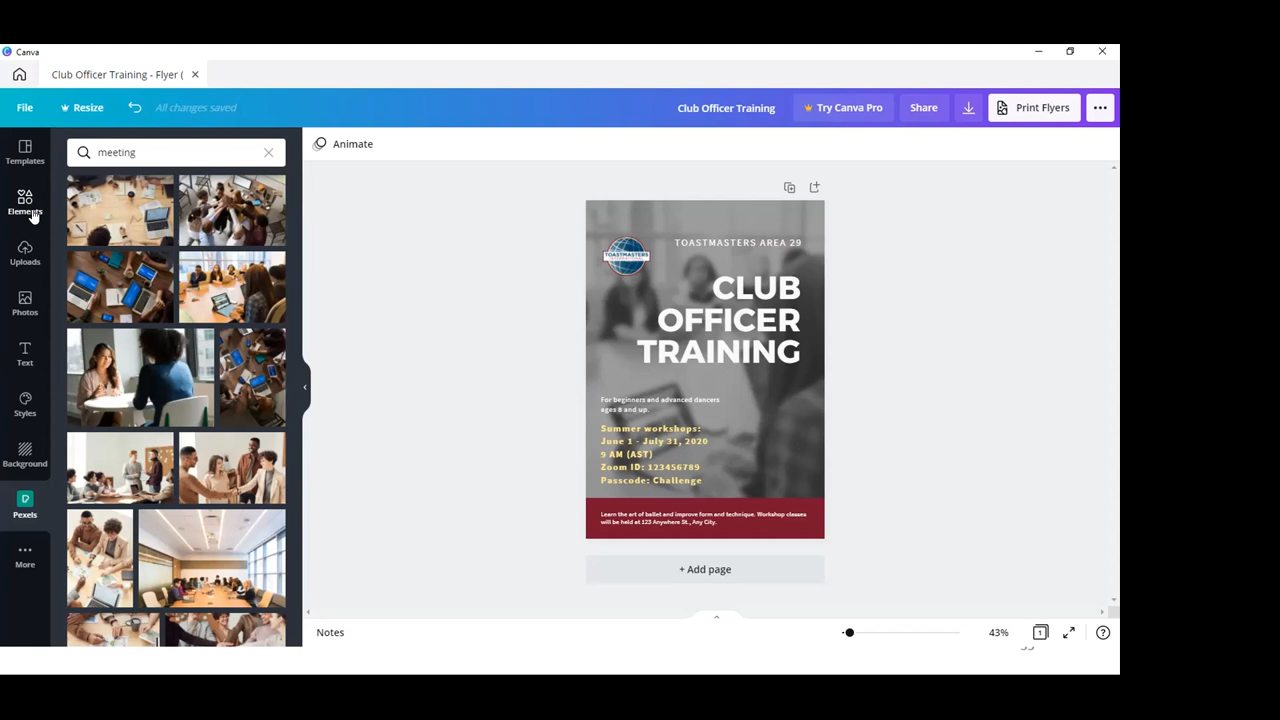 Canva
Club Officer Training - Flyer (
File
Resize
All changes saved
Club Officer Training
Try Canva Pro
Share
Print Flyers
Templates
Elements
Uploads
Photos
Text
Styles
Background
Pexels
More
meeting
Animate
TOASTMASTERS AREA 29
TOASTMASTERS
INTERNATIONAL
CLUB
OFFICER
TRAINING
For beginners and advanced dancers
ages 8 and up.
Summer workshops:
June 1 - July 31, 2020
9 AM (AST)
Zoom ID: 123456789
Passcode: Challenge
Learn the art of ballet and improve form and technique. Workshop classes
will be held at 123 Anywhere St., Any City.
+ Add page
Notes
43%
1